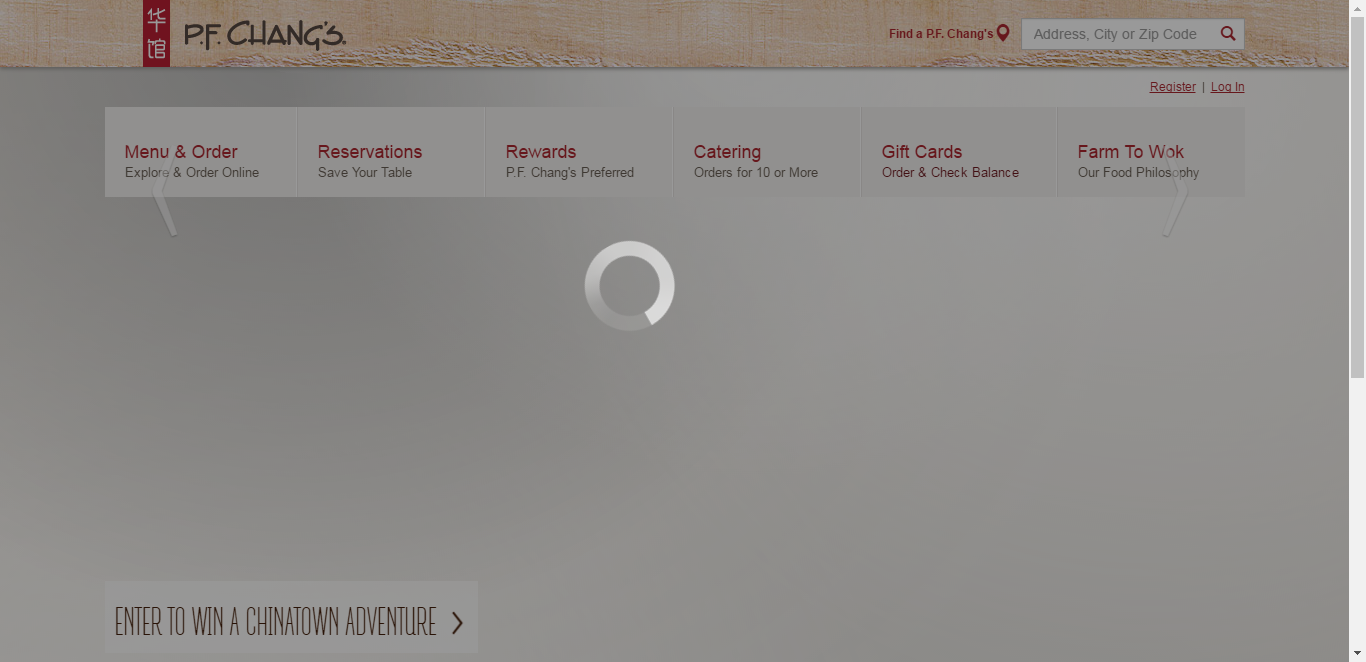 华
馆
P.F. CHANG'S
Find a P.F. Chang's
Address, City or Zip Code
Register | Log In
Menu & Order
Explore & Order Online
Reservations
Save Your Table
Rewards
P.F. Chang's Preferred
Catering
Orders for 10 or More
Gift Cards
Order & Check Balance
Farm To Wok
Our Food Philosophy
ENTER TO WIN A CHINATOWN ADVENTURE